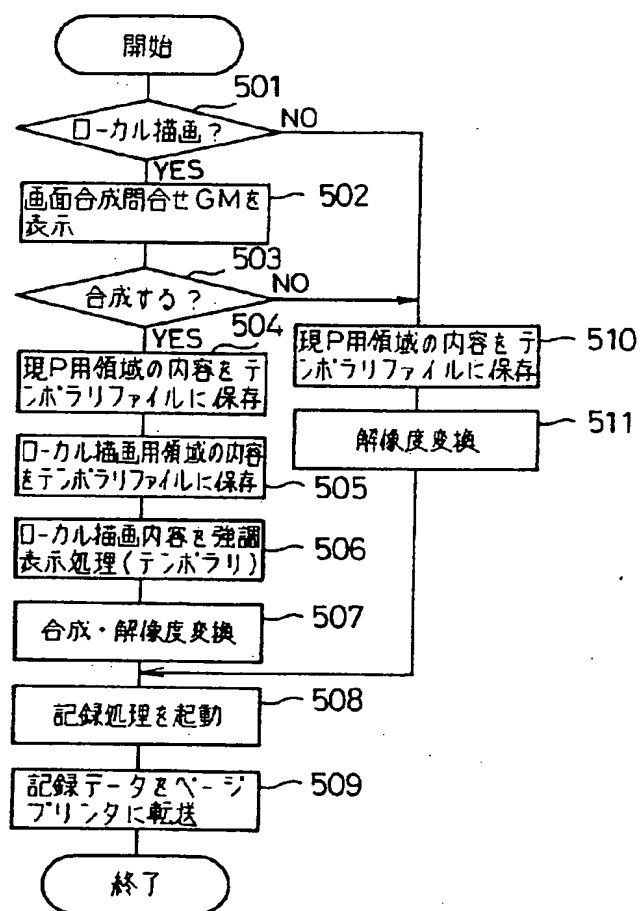 開始
501
ローカル描画?
NO
YES
画面合成問合せGMを
表示
502
503
合成する?
NO
YES
504
現P用領域の内容をテ
ンポラリファイルに保存
ローカル描画用領域の内容
をテンポラリファイルに保存
505
ローカル描画内容を強調
表示処理(テンポラリ)
506
合成・解像度変換
507
現P用領域の内容をテ
ンポラリファイルに保存
510
解像度変換
511
記録処理を起動
508
記録データをページ
プリンタに転送
509
終了